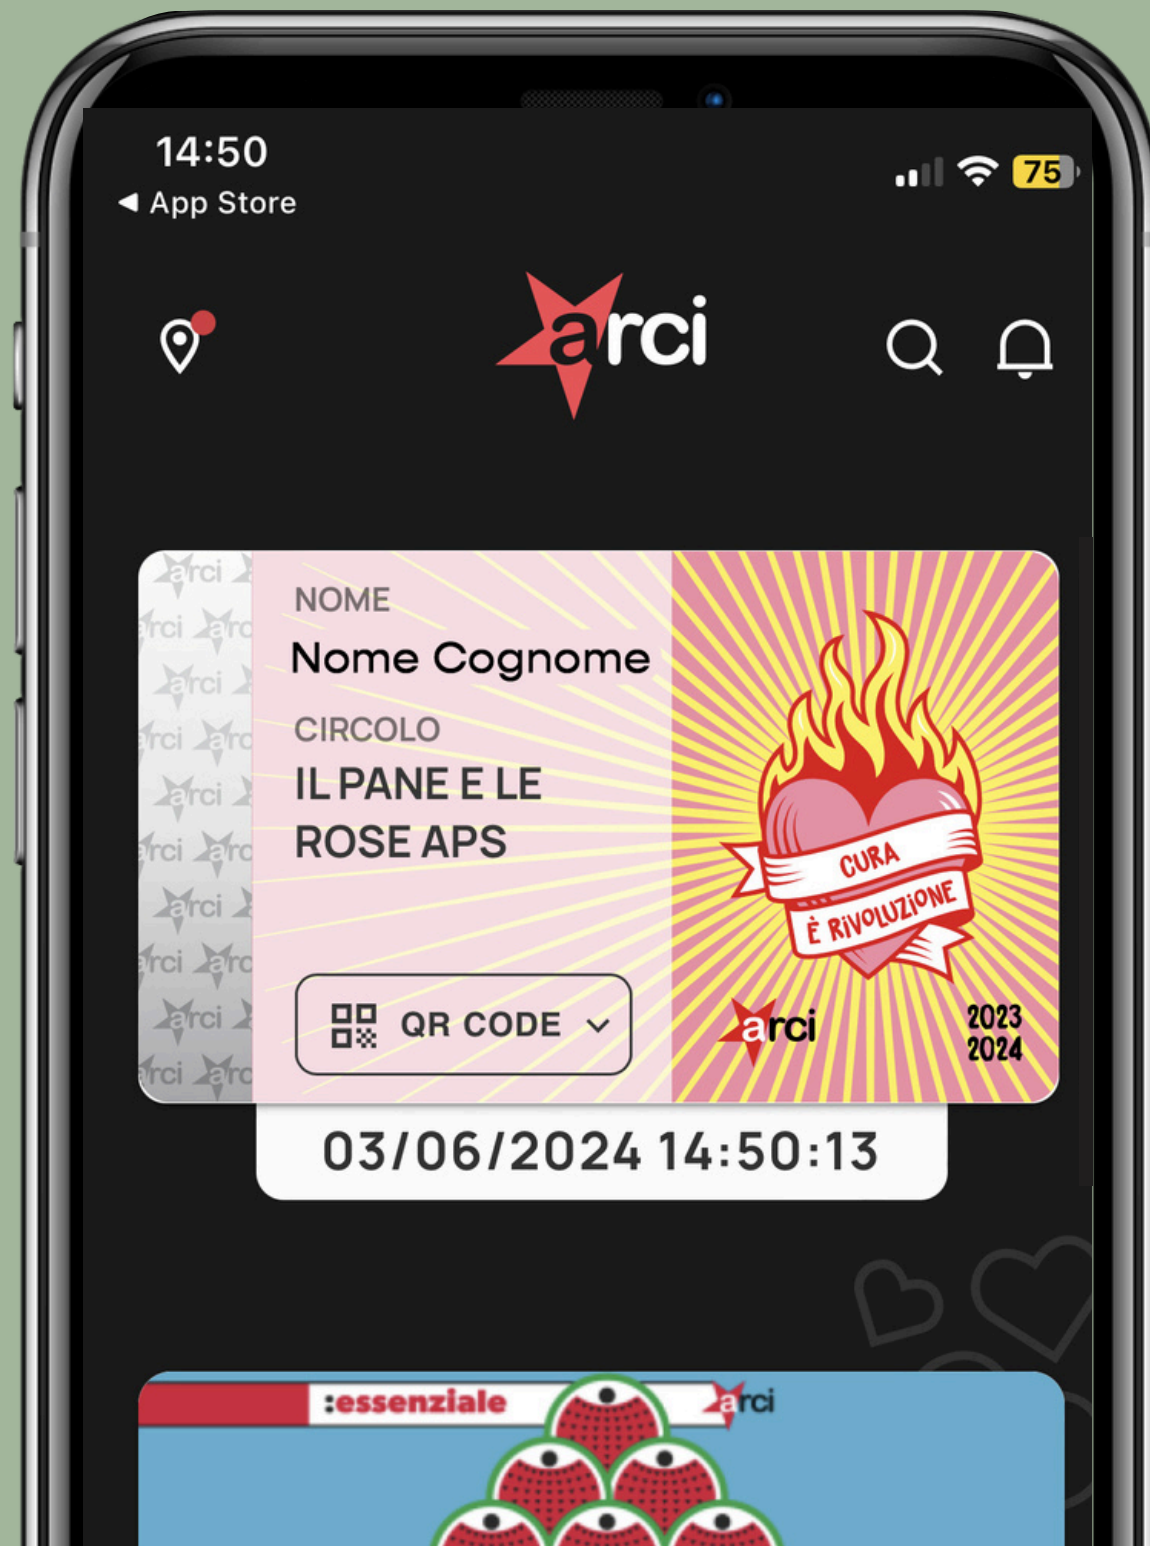 14:50
75
App Store
arci
NOME
Nome Cognome
CIRCOLO
IL PANE E LE
ROSE APS
QR CODE
CURA
È RiVOLUZiONE
arci
2023
2024
03/06/2024 14:50:13
:essenziale
arci